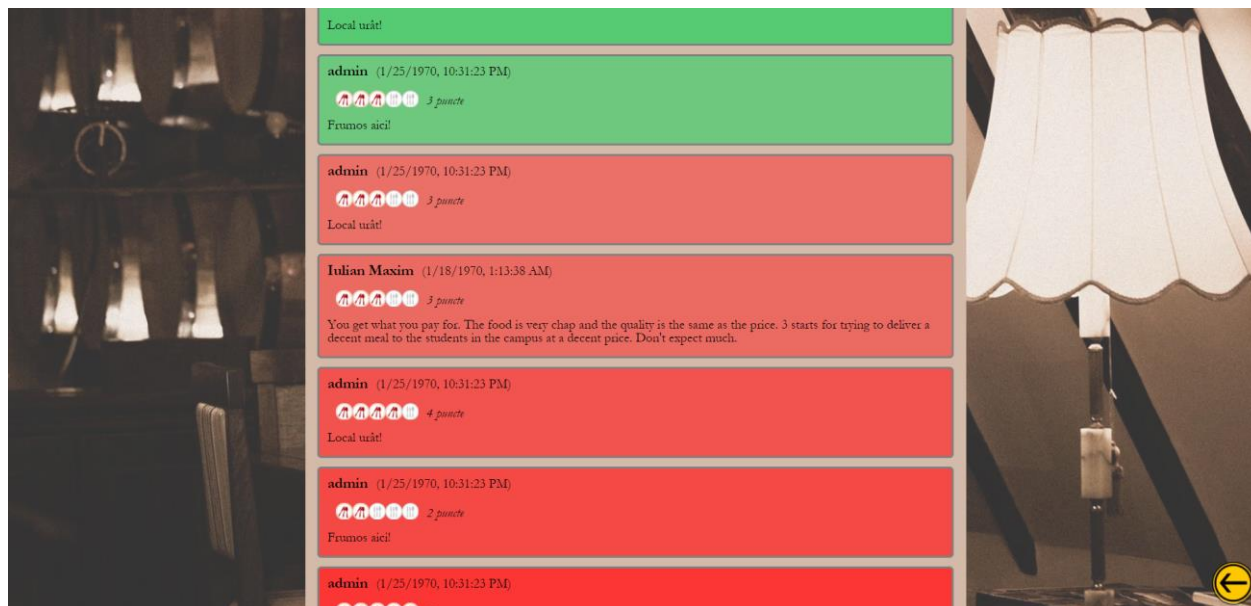 Local urât!
admin (1/25/1970, 10:31:23 PM)
3 puncte
Frumos aici!
admin (1/25/1970, 10:31:23 PM)
3 puncte
Local urât!
Iulian Maxim (1/18/1970, 1:13:38 AM)
3 puncte
You get what you pay for. The food is very chap and the quality is the same as the price. 3 starts for trying to deliver a
decent meal to the students in the campus at a decent price. Don't expect much.
admin (1/25/1970, 10:31:23 PM)
4 puncte
Local urât!
admin (1/25/1970, 10:31:23 PM)
2 puncte
Frumos aici!
admin (1/25/1970, 10:31:23 PM)